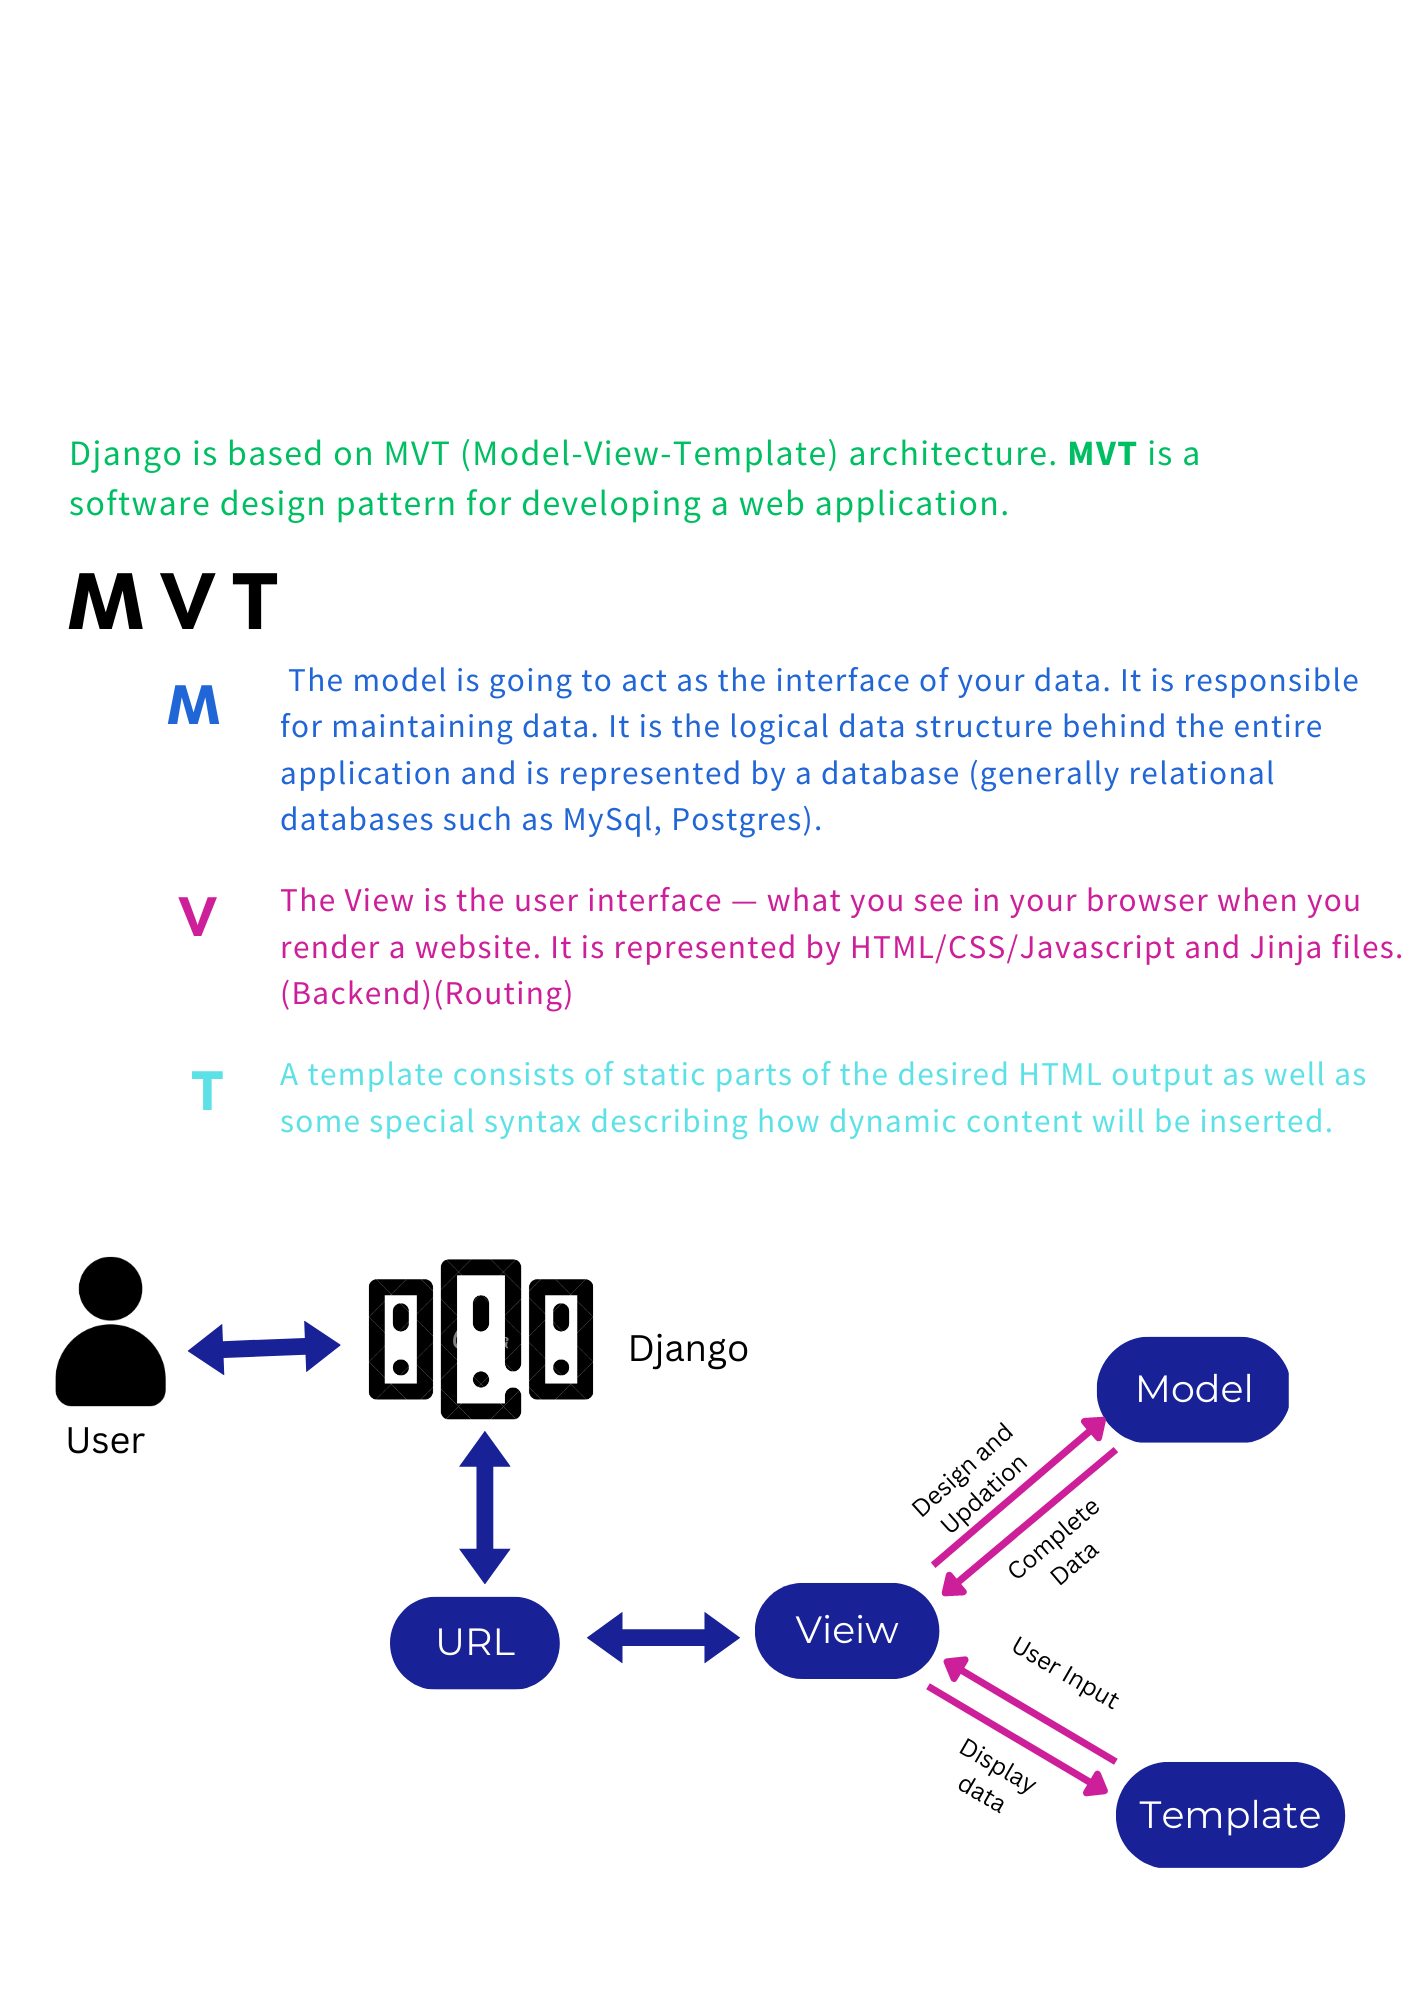 Django is based on MVT (Model-View-Template) architecture. MVT is a
software design pattern for developing a web application.
M V T
M
The model is going to act as the interface of your data. It is responsible
for maintaining data. It is the logical data structure behind the entire
application and is represented by a database (generally relational
databases such as MySql, Postgres).
V
The View is the user interface — what you see in your browser when you
render a website. It is represented by HTML/CSS/Javascript and Jinja files.
(Backend)(Routing)
T
A template consists of static parts of the desired HTML output as well as
some special syntax describing how dynamic content will be inserted.
User
Django
URL
Vieiw
Model
Design and
Updation
Complete
Data
User Input
Display
data
Template